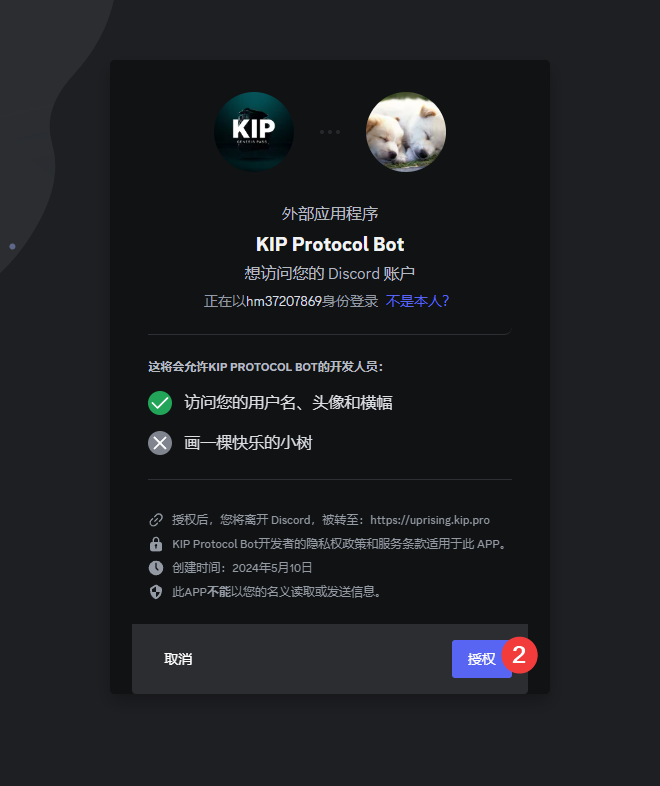 KIP
外部应用程序
KIP Protocol Bot
想访问您的 Discord 账户
正在以hm37207869身份登录 不是本人？
这将会允许KIP PROTOCOL BOT的开发人员：
访问您的用户名、头像和横幅
画一棵快乐的小树
授权后，您将离开 Discord，被转至：https://uprising.kip.pro
KIP Protocol Bot开发者的隐私权政策和服务条款适用于此 APP。
创建时间：2024年5月10日
此APP不能以您的名义读取或发送信息。
取消
授权 2